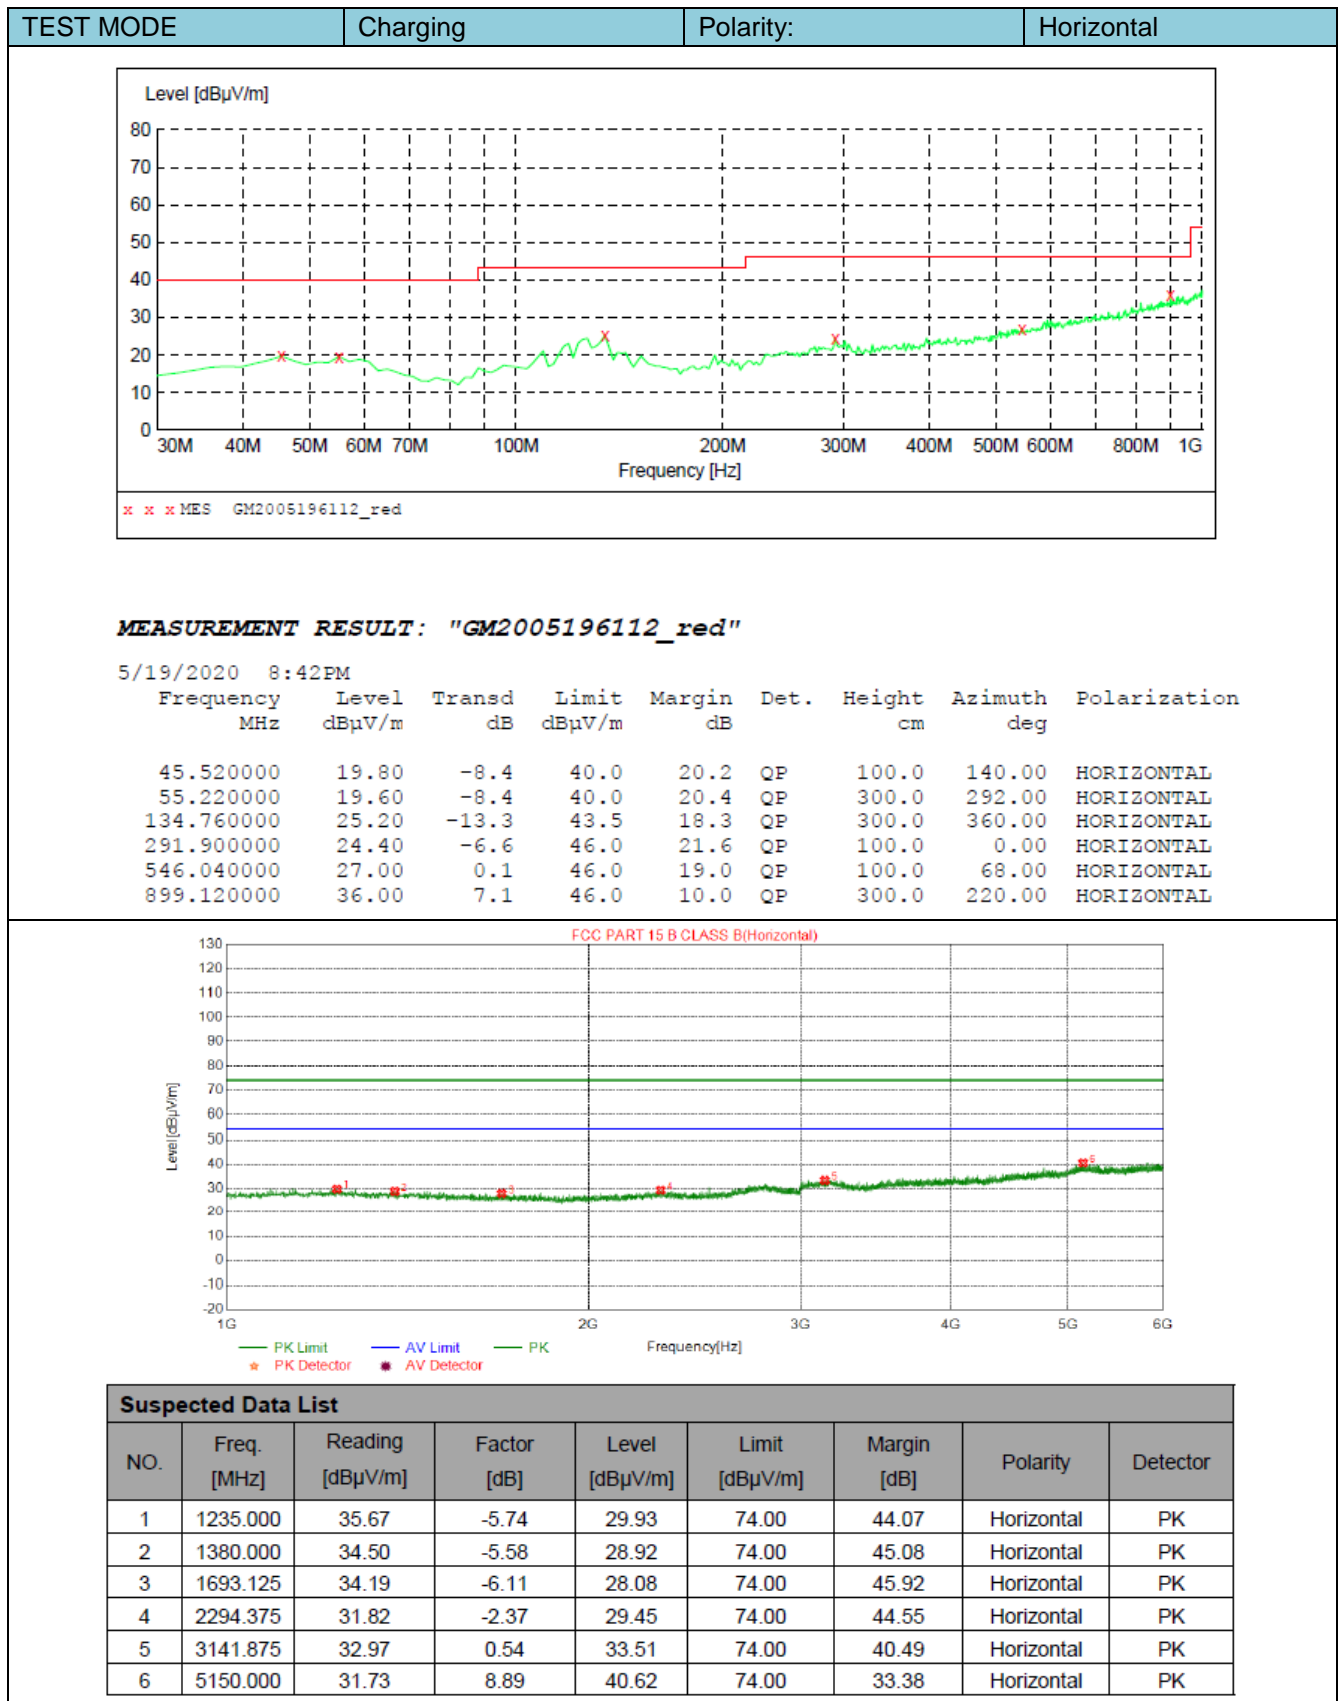 TEST MODE Charging Polarity: Horizontal
Level [dBµV/m]
80
70
60
50
40
30
20
10
0
30M 40M 50M 60M 70M 100M 200M 300M 400M 500M 600M 800M 1G
Frequency [Hz]
x x x MES GM2005196112_red
MEASUREMENT RESULT: "GM2005196112_red"
5/19/2020 8:42PM
Frequency Level Transd Limit Margin Det. Height Azimuth Polarization
MHz dBµV/m dB dBµV/m dB cm deg
45.520000 19.80 -8.4 40.0 20.2 QP 100.0 140.00 HORIZONTAL
55.220000 19.60 -8.4 40.0 20.4 QP 300.0 292.00 HORIZONTAL
134.760000 25.20 -13.3 43.5 18.3 QP 300.0 360.00 HORIZONTAL
291.900000 24.40 -6.6 46.0 21.6 QP 100.0 0.00 HORIZONTAL
546.040000 27.00 0.1 46.0 19.0 QP 100.0 68.00 HORIZONTAL
899.120000 36.00 7.1 46.0 10.0 QP 300.0 220.00 HORIZONTAL
FCC PART 15 B CLASS B(Horizontal)
130
120
110
100
90
80
70
60
50
40
30
20
10
0
-10
-20
Level[dBµV/m]
1 2 3 4 5 6
1G 2G 3G 4G 5G 6G
Frequency[Hz]
PK Limit AV Limit PK
PK Detector AV Detector
Suspected Data List
NO. Freq. [MHz] Reading [dBµV/m] Factor [dB] Level [dBµV/m] Limit [dBµV/m] Margin [dB] Polarity Detector
1 1235.000 35.67 -5.74 29.93 74.00 44.07 Horizontal PK
2 1380.000 34.50 -5.58 28.92 74.00 45.08 Horizontal PK
3 1693.125 34.19 -6.11 28.08 74.00 45.92 Horizontal PK
4 2294.375 31.82 -2.37 29.45 74.00 44.55 Horizontal PK
5 3141.875 32.97 0.54 33.51 74.00 40.49 Horizontal PK
6 5150.000 31.73 8.89 40.62 74.00 33.38 Horizontal PK